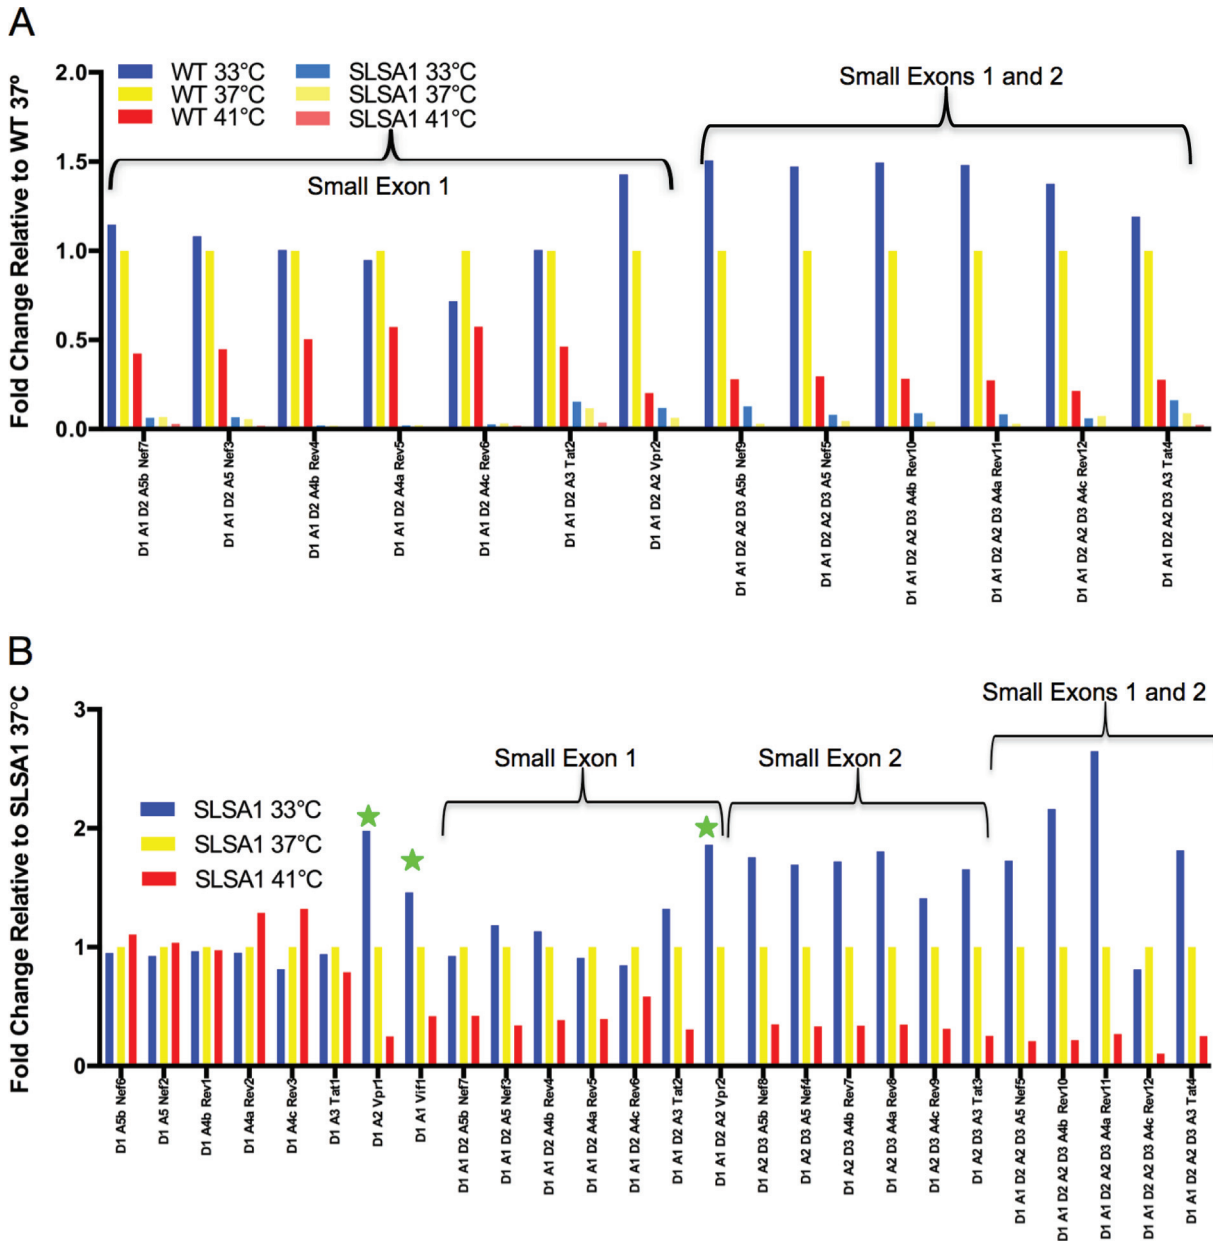 A
Fold Change Relative to WT 37º
2.0
1.5
1.0
0.5
0.0
WT 33°C
WT 37°C
WT 41°C
SLSA1 33°C
SLSA1 37°C
SLSA1 41°C
Small Exon 1
Small Exons 1 and 2
D1 A1 D2 A5b Nef7
D1 A1 D2 A5 Nef3
D1 A1 D2 A4b Rev4
D1 A1 D2 A4a Rev5
D1 A1 D2 A4c Rev6
D1 A1 D2 A3 Tat2
D1 A1 D2 A2 Vpr2
D1 A1 D2 A2 D3 A5b Nef9
D1 A1 D2 A2 D3 A5 Nef5
D1 A1 D2 A2 D3 A4b Rev10
D1 A1 D2 A2 D3 A4a Rev11
D1 A1 D2 A2 D3 A4c Rev12
D1 A1 D2 A2 D3 A3 Tat4
B
Fold Change Relative to SLSA1 37°C
3
2
1
0
SLSA1 33°C
SLSA1 37°C
SLSA1 41°C
Small Exon 1
Small Exon 2
Small Exons 1 and 2
D1 A5b Nef6
D1 A5 Nef2
D1 A4b Rev1
D1 A4a Rev2
D1 A4c Rev3
D1 A3 Tat1
D1 A2 Vpr1
D1 A1 Vif1
D1 A1 D2 A5b Nef7
D1 A1 D2 A5 Nef3
D1 A1 D2 A4b Rev4
D1 A1 D2 A4a Rev5
D1 A1 D2 A4c Rev6
D1 A1 D2 A3 Tat2
D1 A1 D2 A2 Vpr2
D1 A2 D3 A5b Nef8
D1 A2 D3 A5 Nef4
D1 A2 D3 A4b Rev7
D1 A2 D3 A4a Rev8
D1 A2 D3 A4c Rev9
D1 A2 D3 A3 Tat3
D1 A1 D2 A2 D3 A5 Nef5
D1 A1 D2 A2 D3 A4b Rev10
D1 A1 D2 A2 D3 A4a Rev11
D1 A1 D2 A2 D3 A4c Rev12
D1 A1 D2 A2 D3 A3 Tat4